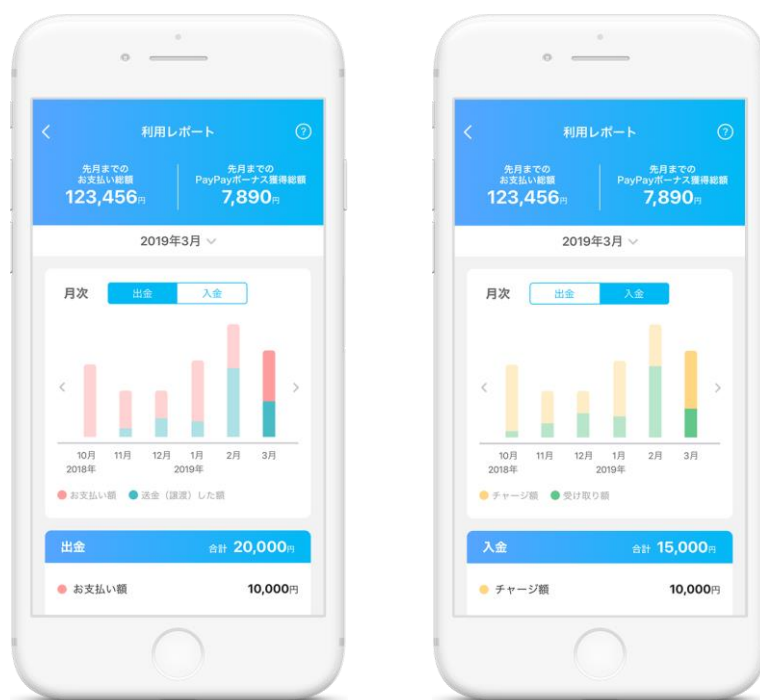 利用レポート
先月までの
お支払い総額
123,456円
先月までの
PayPayボーナス獲得総額
7,890円
2019年3月
月次 出金 入金
10月 11月 12月 1月 2月 3月
2018年 2019年
お支払い額 送金（譲渡）した額
出金 合計 20,000円
お支払い額 10,000円
利用レポート
先月までの
お支払い総額
123,456円
先月までの
PayPayボーナス獲得総額
7,890円
2019年3月
月次 出金 入金
10月 11月 12月 1月 2月 3月
2018年 2019年
チャージ額 受け取り額
入金 合計 15,000円
チャージ額 10,000円